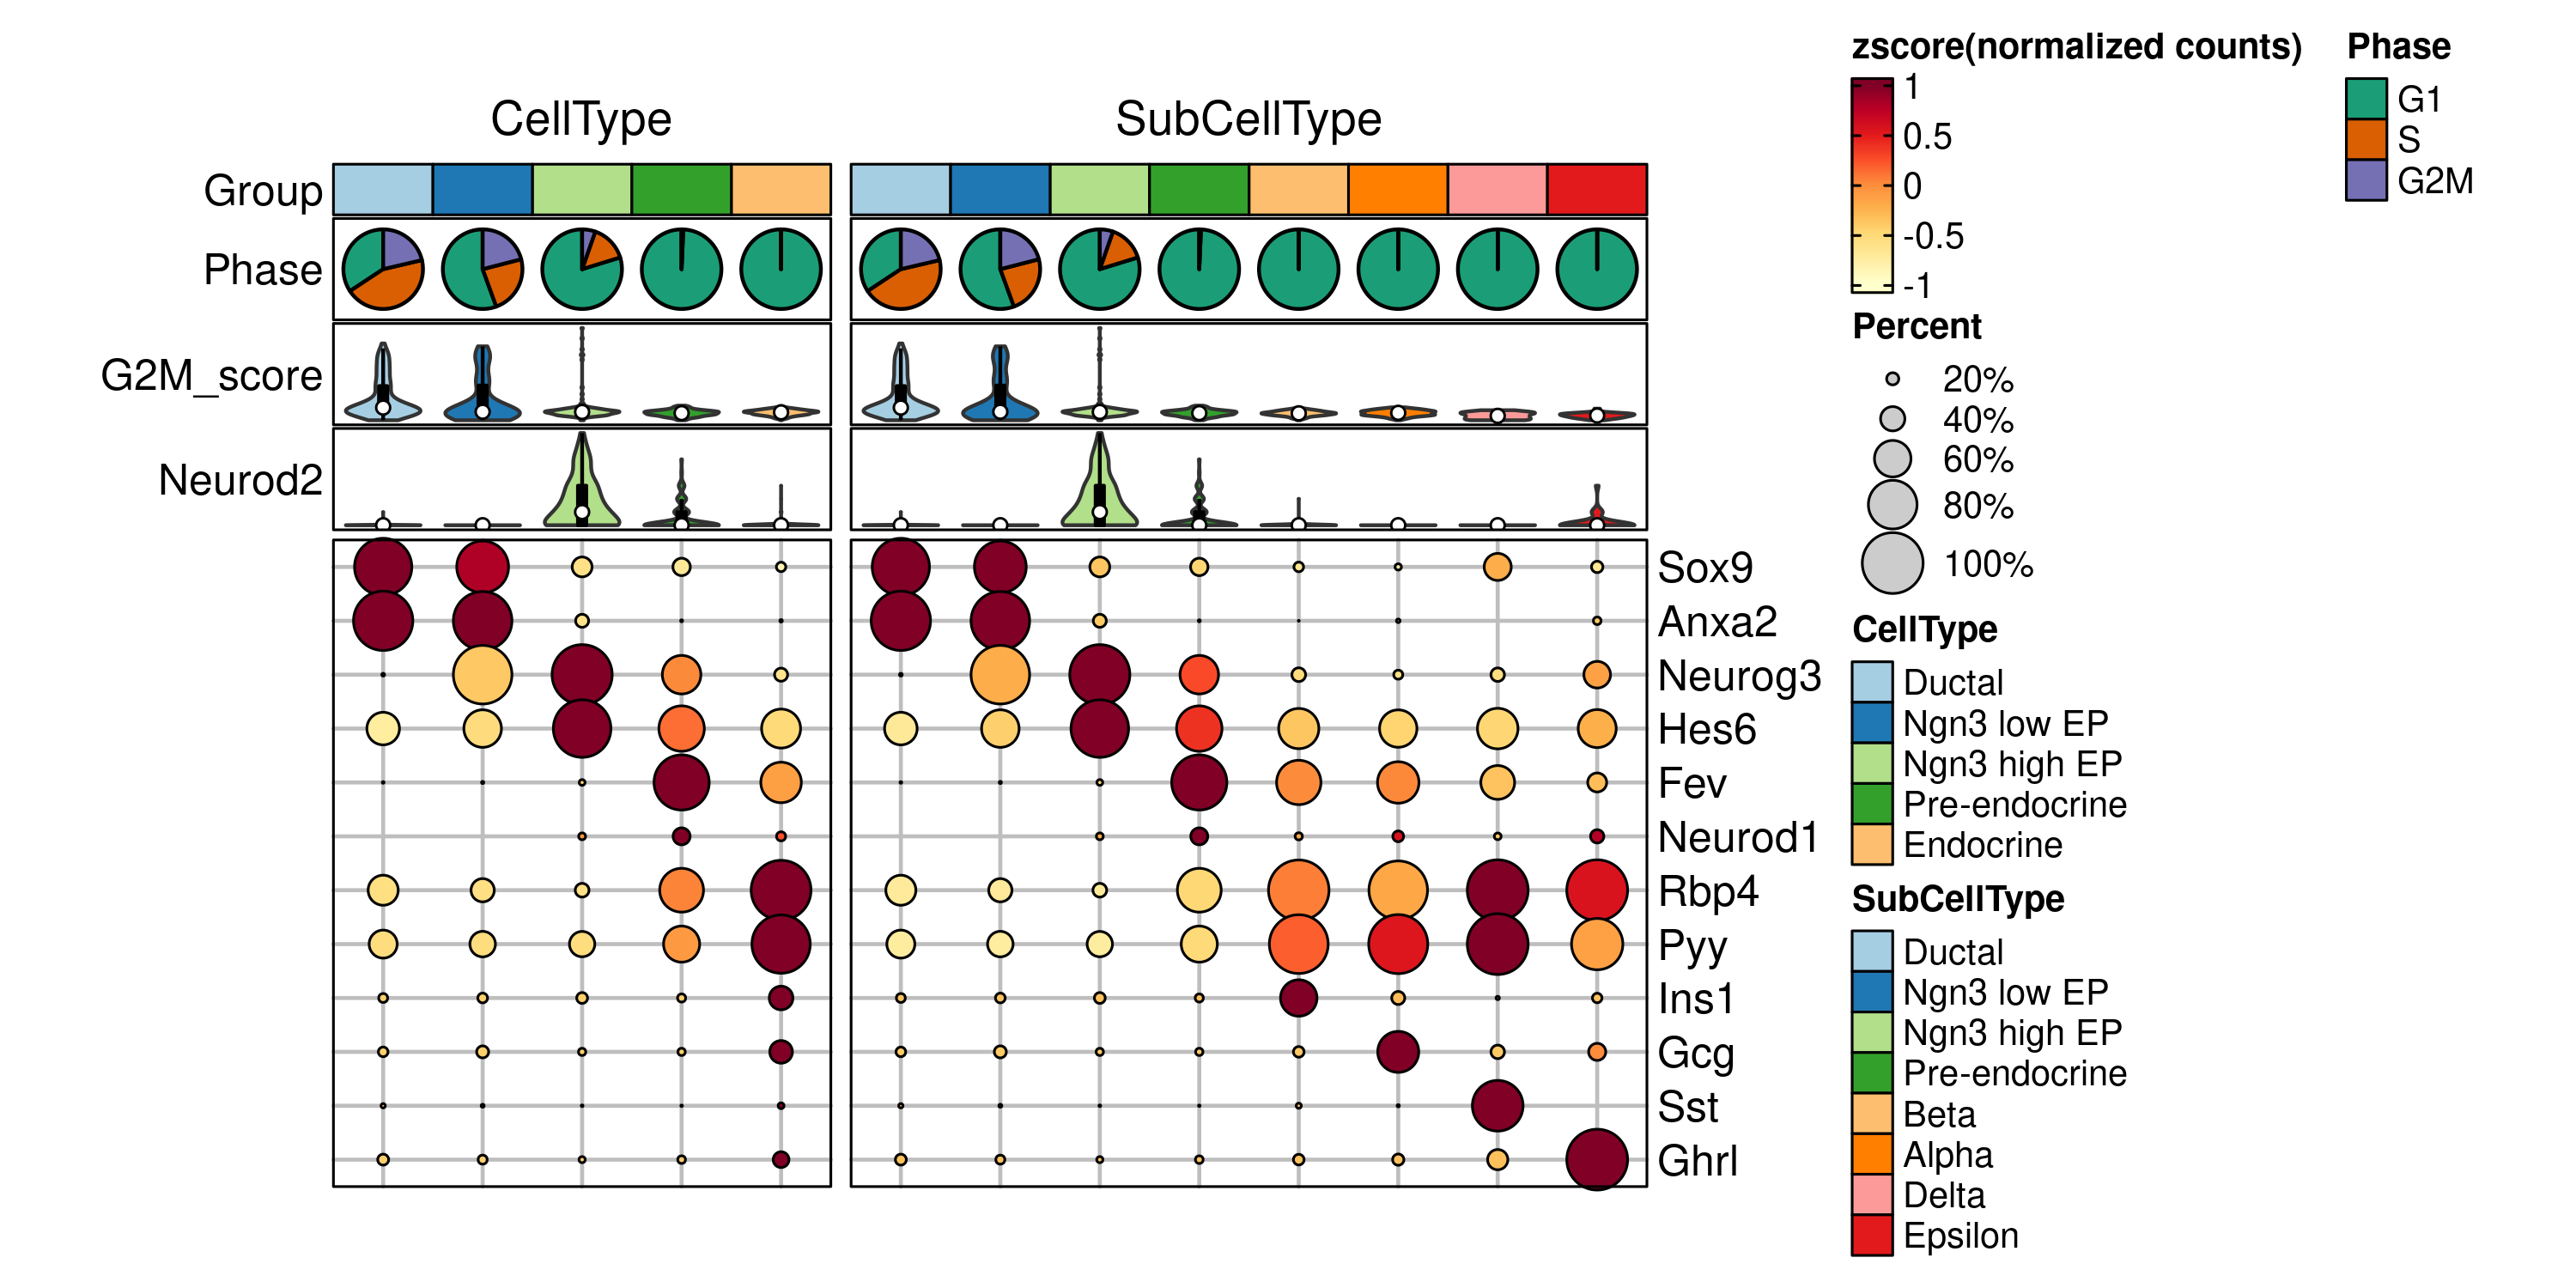 CellType
SubCellType
Group
Phase
G2M_score
Neurod2
Sox9
Anxa2
Neurog3
Hes6
Fev
Neurod1
Rbp4
Pyy
Ins1
Gcg
Sst
Ghrl
zscore(normalized counts)
1
0.5
0
-0.5
-1
Percent
20%
40%
60%
80%
100%
CellType
Ductal
Ngn3 low EP
Ngn3 high EP
Pre-endocrine
Endocrine
SubCellType
Ductal
Ngn3 low EP
Ngn3 high EP
Pre-endocrine
Beta
Alpha
Delta
Epsilon
Phase
G1
S
G2M